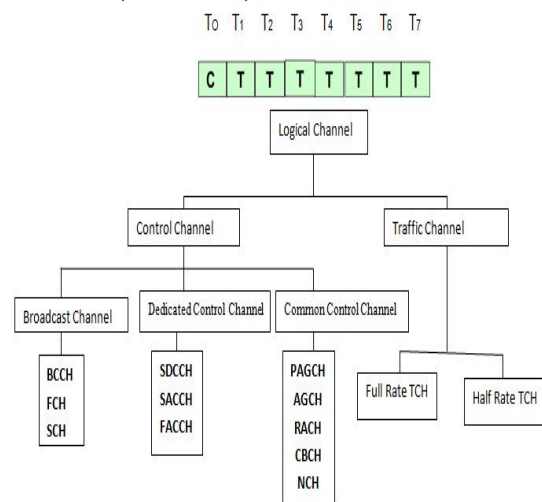 T0 T1 T2 T3 T4 T5 T6 T7
C T T T T T T T
Logical Channel
Control Channel
Traffic Channel
Broadcast Channel
Dedicated Control Channel
Common Control Channel
BCCH
FCH
SCH
SDCCH
SACCH
FACCH
PAGCH
AGCH
RACH
CBCH
NCH
Full Rate TCH
Half Rate TCH